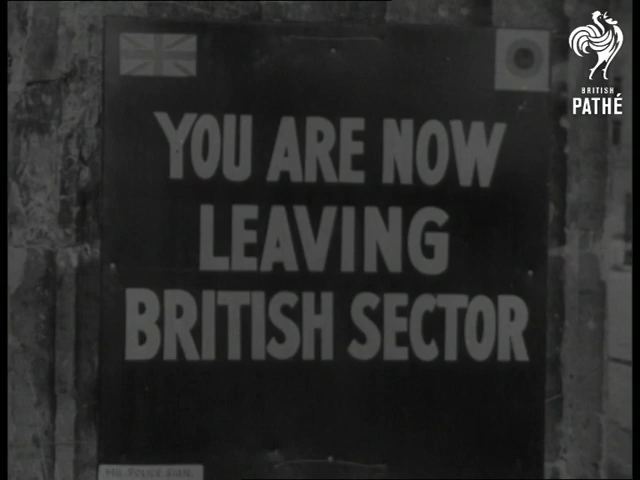 BRITISH
PATHÉ
YOU ARE NOW
LEAVING
BRITISH SECTOR